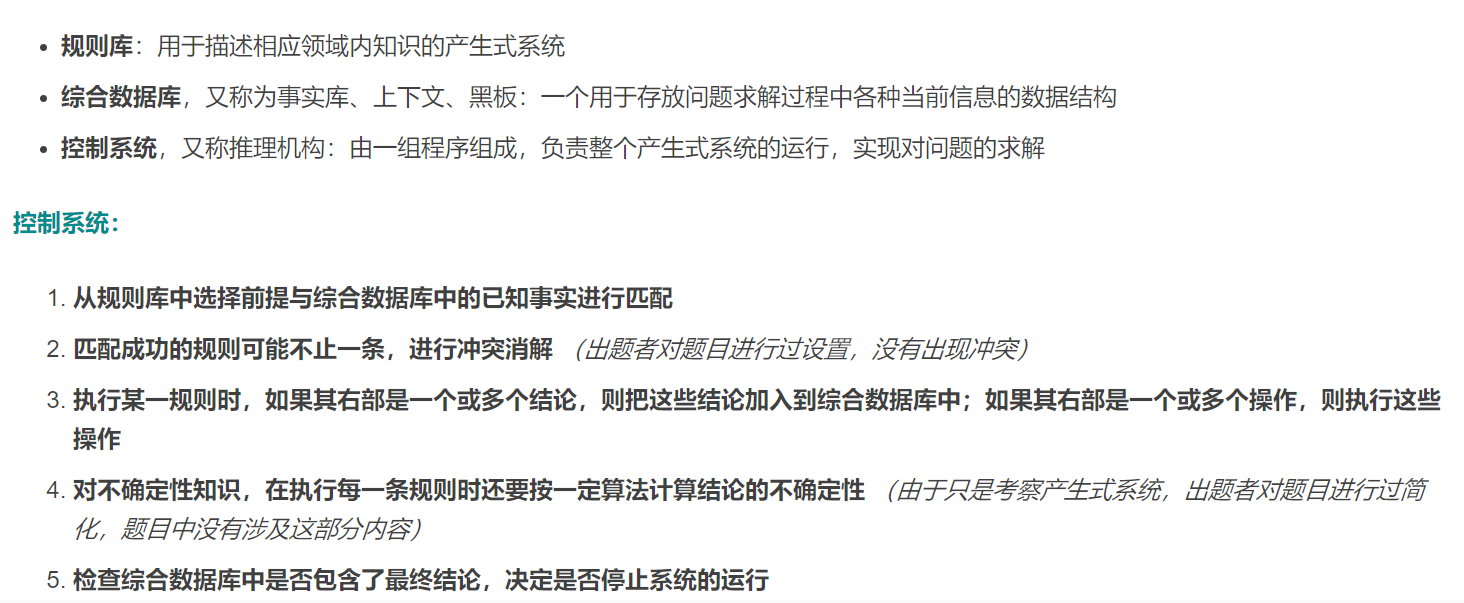 • 规则库：用于描述相应领域内知识的产生式系统
• 综合数据库，又称为事实库、上下文、黑板：一个用于存放问题求解过程中各种当前信息的数据结构
• 控制系统，又称推理机构：由一组程序组成，负责整个产生式系统的运行，实现对问题的求解
控制系统：
1. 从规则库中选择前提与综合数据库中的已知事实进行匹配
2. 匹配成功的规则可能不止一条，进行冲突消解 （出题者对题目进行过设置，没有出现冲突）
3. 执行某一规则时，如果其右部是一个或多个结论，则把这些结论加入到综合数据库中；如果其右部是一个或多个操作，则执行这些
操作
4. 对不确定性知识，在执行每一条规则时还要按一定算法计算结论的不确定性 （由于只是考察产生式系统，出题者对题目进行过简
化，题目中没有涉及这部分内容）
5. 检查综合数据库中是否包含了最终结论，决定是否停止系统的运行